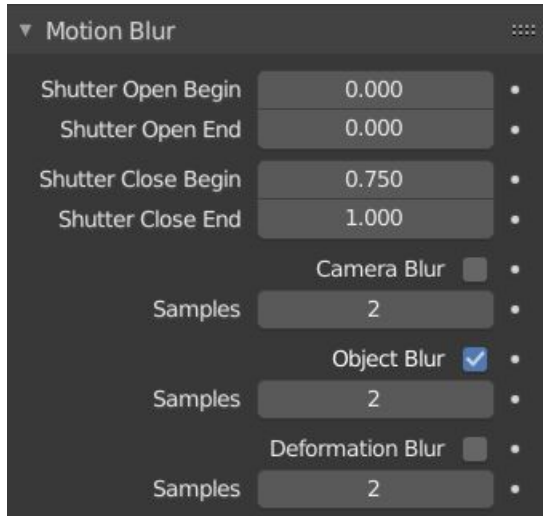 Motion Blur
Shutter Open Begin 0.000
Shutter Open End 0.000
Shutter Close Begin 0.750
Shutter Close End 1.000
Camera Blur
Samples 2
Object Blur
Samples 2
Deformation Blur
Samples 2